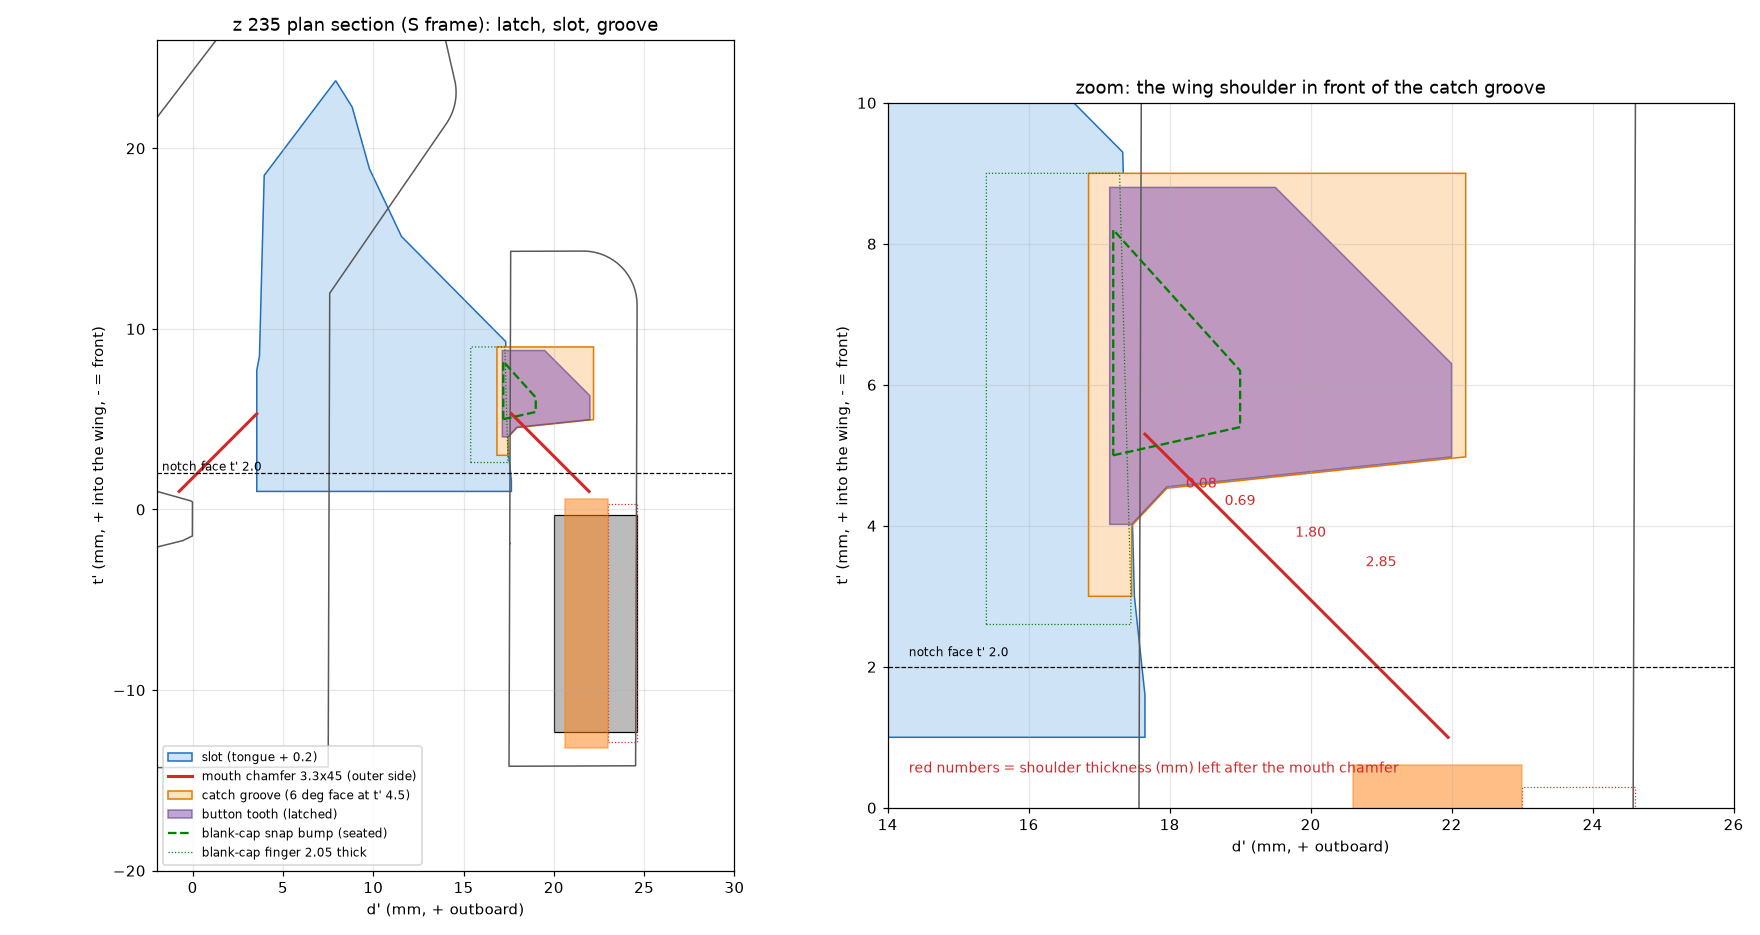 z 235 plan section (S frame): latch, slot, groove
20
10
0
−10
−20
t' (mm, + into the wing, - = front)
notch face t' 2.0
slot (tongue + 0.2)
mouth chamfer 3.3x45 (outer side)
catch groove (6 deg face at t' 4.5)
button tooth (latched)
blank-cap snap bump (seated)
blank-cap finger 2.05 thick
0 5 10 15 20 25 30
d' (mm, + outboard)
zoom: the wing shoulder in front of the catch groove
10
8
6
4
2
0
t' (mm, + into the wing, - = front)
0.08
0.69
1.80
2.85
notch face t' 2.0
red numbers = shoulder thickness (mm) left after the mouth chamfer
14 16 18 20 22 24 26
d' (mm, + outboard)